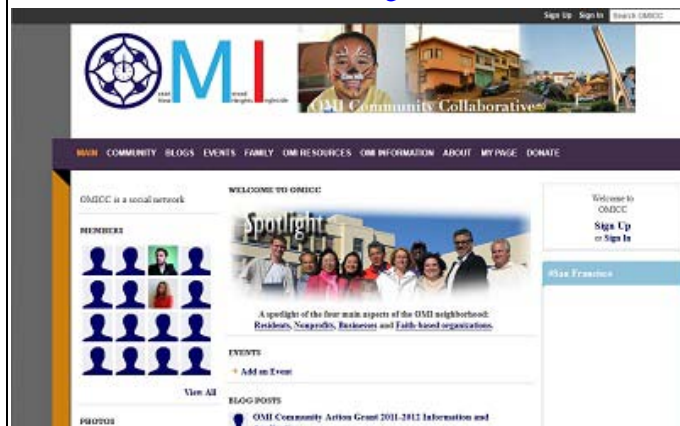 Sign Up Sign In Search OMICC
OMI
OMI Community Collaborative
MAIN COMMUNITY BLOGS EVENTS FAMILY OMI RESOURCES OMI INFORMATION ABOUT MY PAGE DONATE
OMICC is a social network
MEMBERS
View All
PHOTOS
WELCOME TO OMICC
Spotlight
A spotlight of the four main aspects of the OMI neighborhood:
Residents, Nonprofits, Businesses and Faith-based organizations.
EVENTS
+ Add an Event
BLOG POSTS
OMI Community Action Grant 2011-2012 Information and
Welcome to
OMICC
Sign Up
or Sign In
#San Francisco